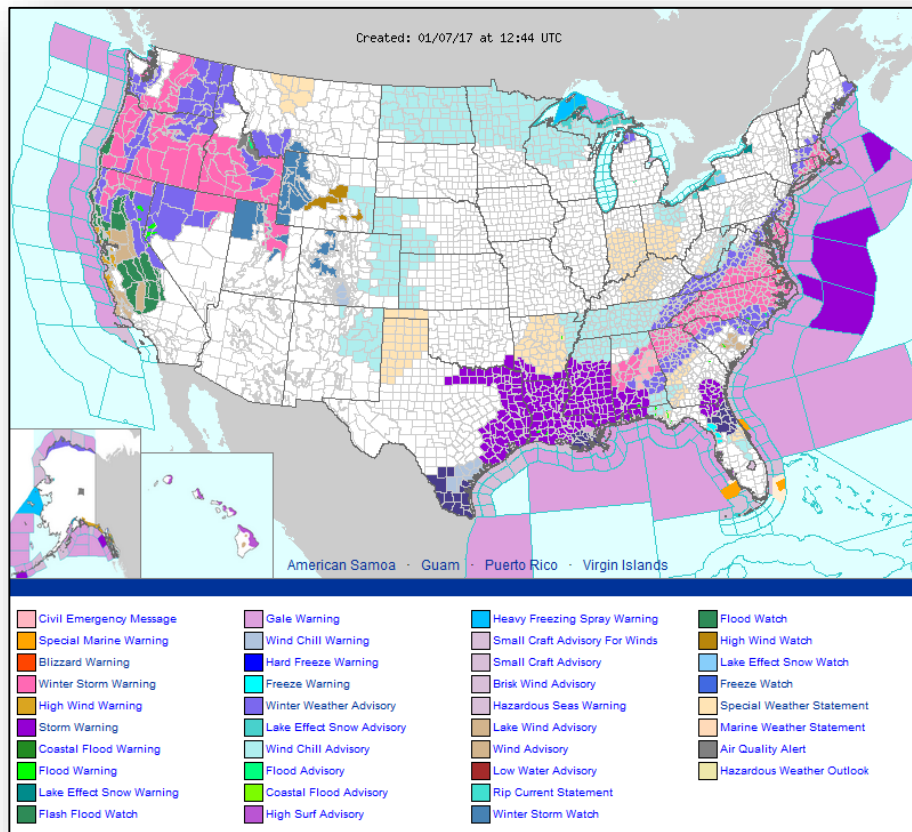 Created: 01/07/17 at 12:44 UTC
American Samoa · Guam · Puerto Rico · Virgin Islands
Civil Emergency Message
Special Marine Warning
Blizzard Warning
Winter Storm Warning
High Wind Warning
Storm Warning
Coastal Flood Warning
Flood Warning
Lake Effect Snow Warning
Flash Flood Watch
Gale Warning
Wind Chill Warning
Hard Freeze Warning
Freeze Warning
Winter Weather Advisory
Lake Effect Snow Advisory
Wind Chill Advisory
Flood Advisory
Coastal Flood Advisory
High Surf Advisory
Heavy Freezing Spray Warning
Small Craft Advisory For Winds
Small Craft Advisory
Brisk Wind Advisory
Hazardous Seas Warning
Lake Wind Advisory
Wind Advisory
Low Water Advisory
Rip Current Statement
Winter Storm Watch
Flood Watch
High Wind Watch
Lake Effect Snow Watch
Freeze Watch
Special Weather Statement
Marine Weather Statement
Air Quality Alert
Hazardous Weather Outlook